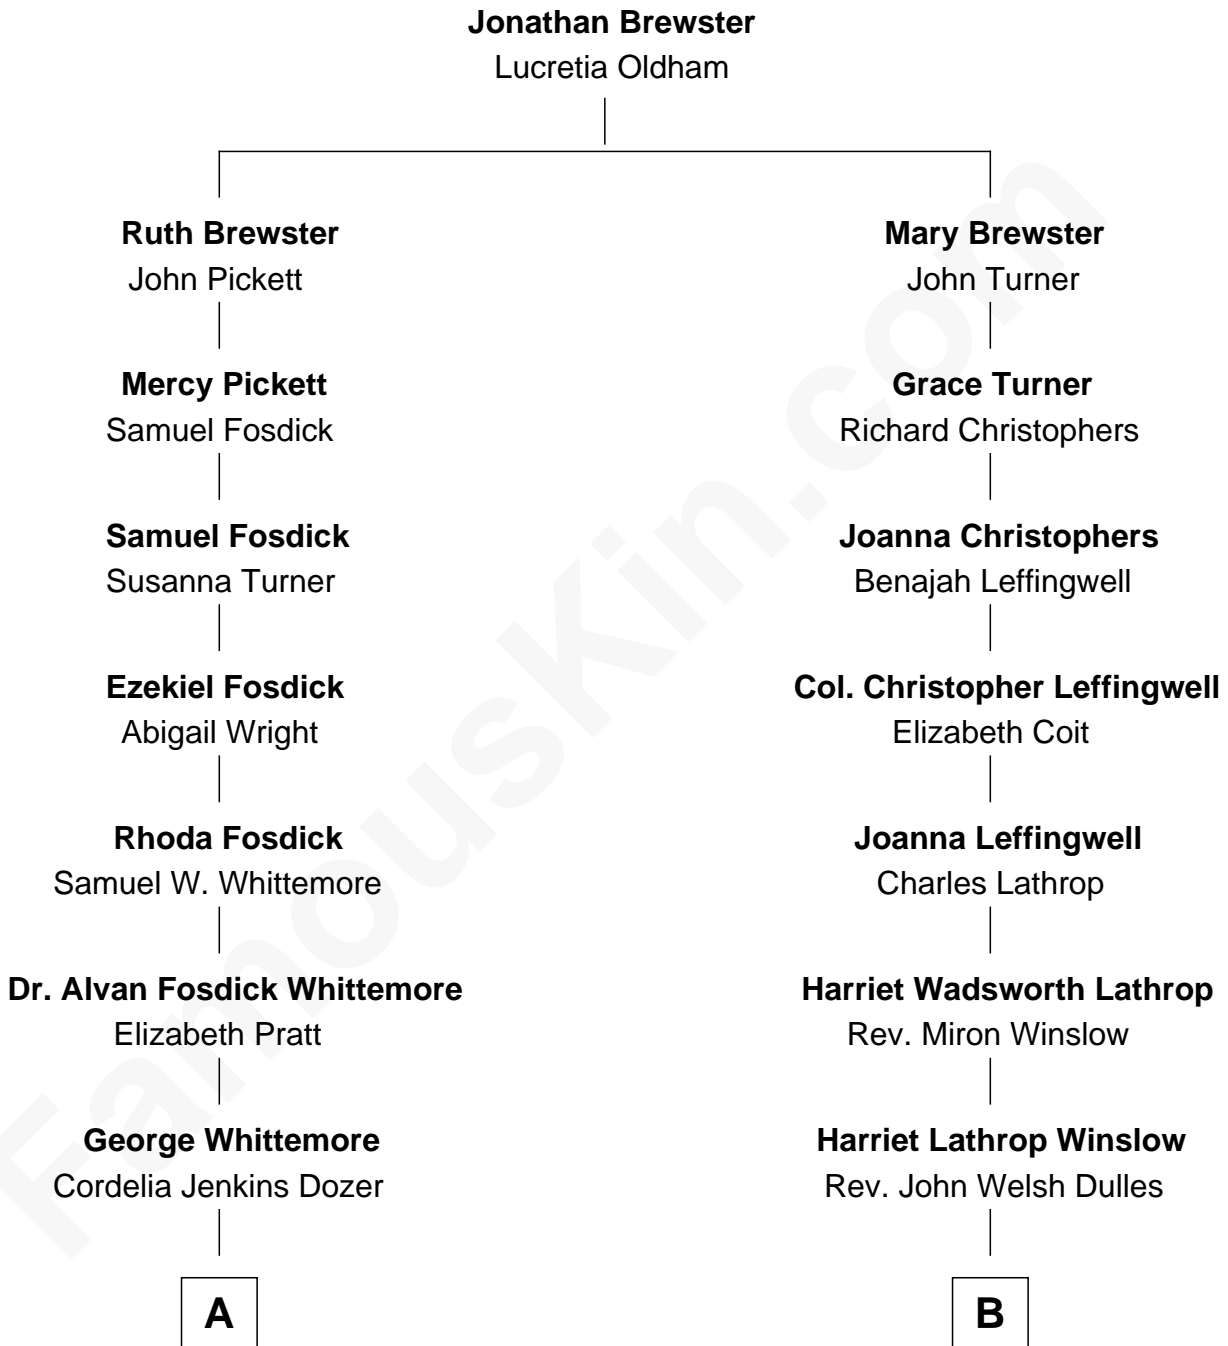 Jonathan Brewster
Lucretia Oldham
Ruth Brewster
John Pickett
Mary Brewster
John Turner
Mercy Pickett
Samuel Fosdick
Grace Turner
Richard Christophers
Samuel Fosdick
Susanna Turner
Joanna Christophers
Benajah Leffingwell
Ezekiel Fosdick
Abigail Wright
Col. Christopher Leffingwell
Elizabeth Coit
Rhoda Fosdick
Samuel W. Whittemore
Joanna Leffingwell
Charles Lathrop
Dr. Alvan Fosdick Whittemore
Elizabeth Pratt
Harriet Wadsworth Lathrop
Rev. Miron Winslow
George Whittemore
Cordelia Jenkins Dozer
Harriet Lathrop Winslow
Rev. John Welsh Dulles
A
B
FamousKin.com